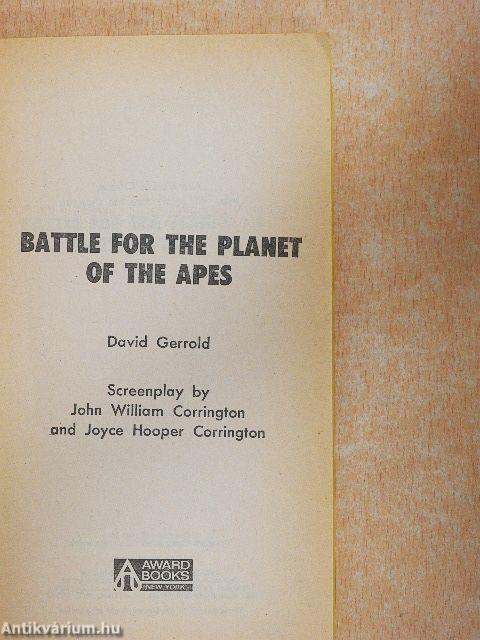 BATTLE FOR THE PLANET
OF THE APES
David Gerrold
Screenplay by
John William Corrington
and Joyce Hooper Corrington
AWARD
BOOKS
NEW YORK
Antikvárium.hu